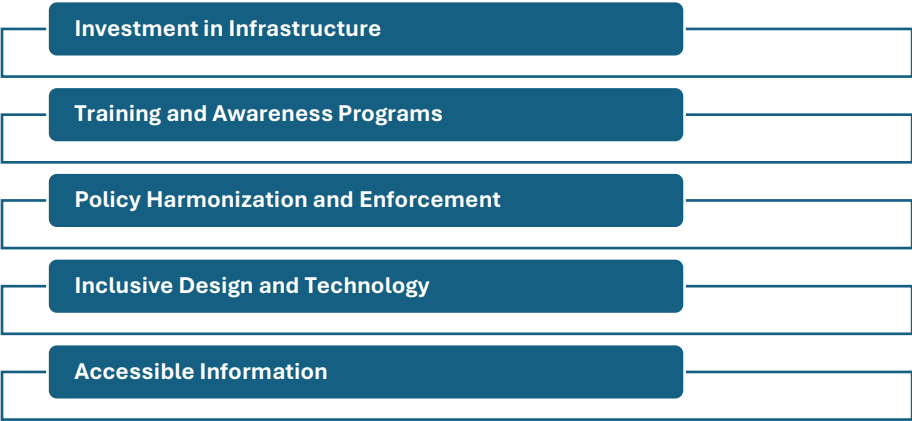 Investment in Infrastructure
Training and Awareness Programs
Policy Harmonization and Enforcement
Inclusive Design and Technology
Accessible Information